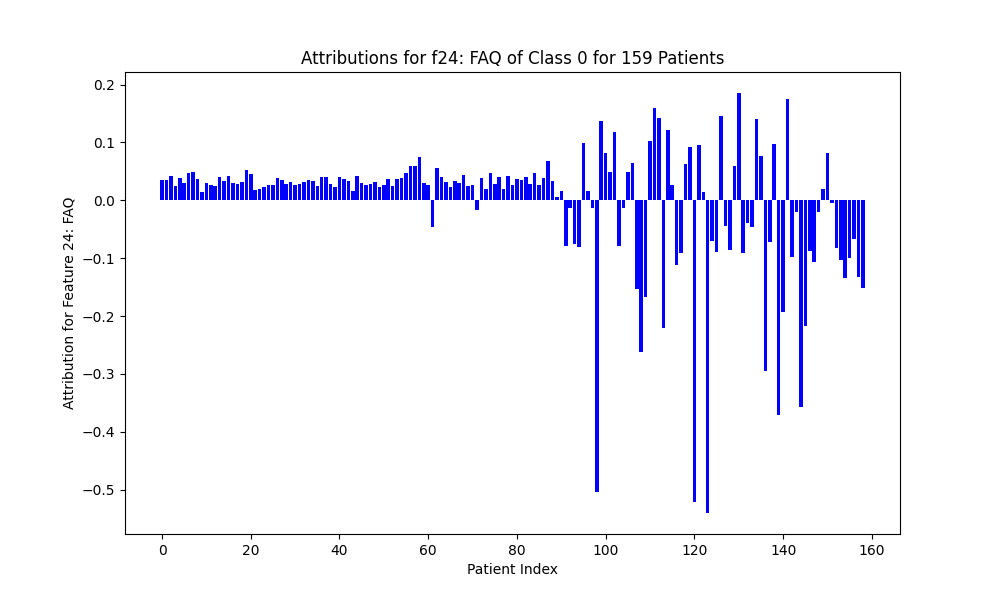 Attributions for f24: FAQ of Class 0 for 159 Patients
Attribution for Feature 24: FAQ
0.2
0.1
0.0
−0.1
−0.2
−0.3
−0.4
−0.5
0 20 40 60 80 100 120 140 160
Patient Index